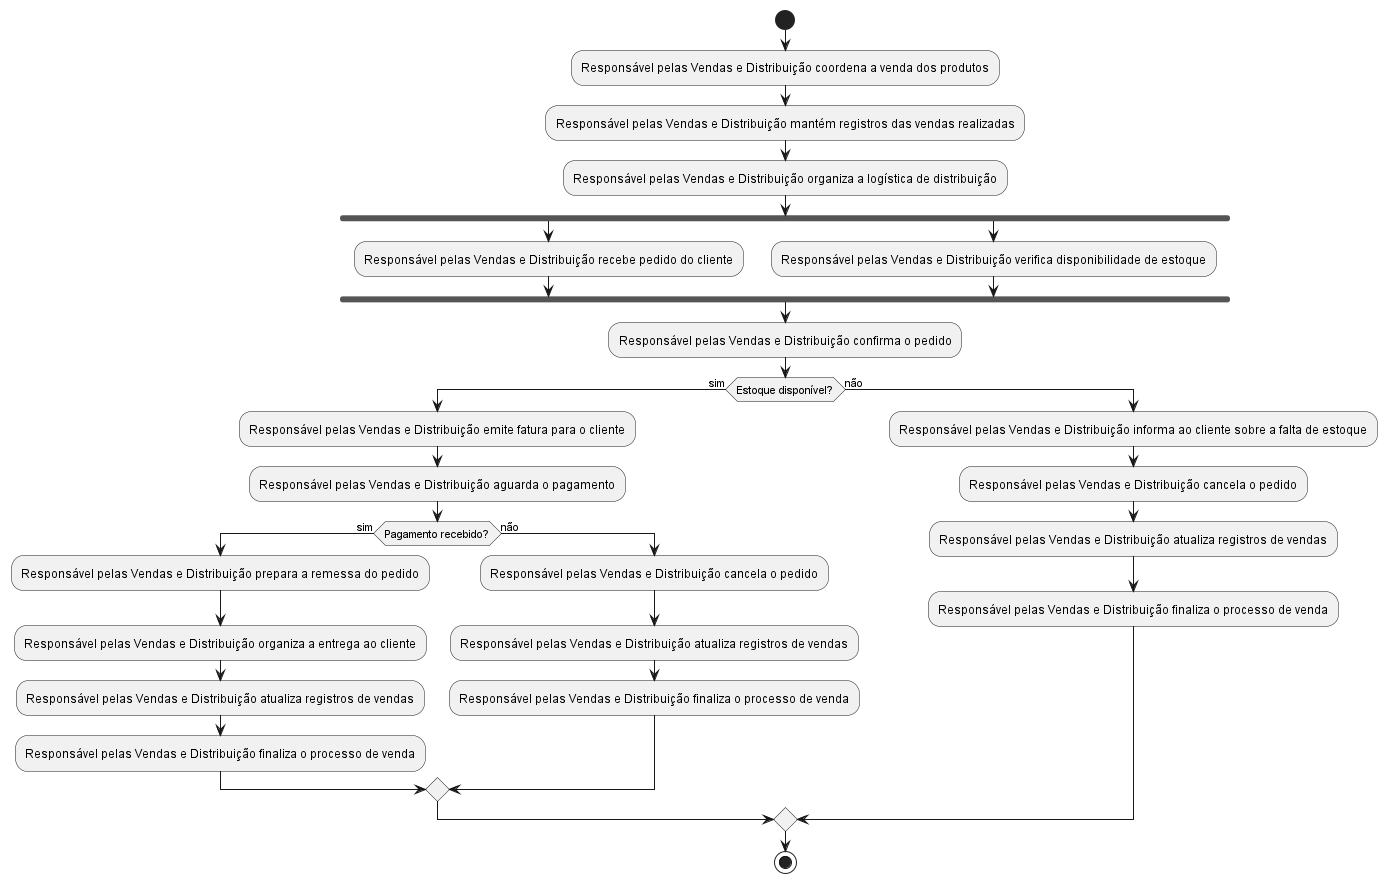 Responsável pelas Vendas e Distribuição coordena a venda dos produtos
Responsável pelas Vendas e Distribuição mantém registros das vendas realizadas
Responsável pelas Vendas e Distribuição organiza a logística de distribuição
Responsável pelas Vendas e Distribuição recebe pedido do cliente
Responsável pelas Vendas e Distribuição verifica disponibilidade de estoque
Responsável pelas Vendas e Distribuição confirma o pedido
sim
Estoque disponível?
não
Responsável pelas Vendas e Distribuição emite fatura para o cliente
Responsável pelas Vendas e Distribuição aguarda o pagamento
sim
Pagamento recebido?
não
Responsável pelas Vendas e Distribuição prepara a remessa do pedido
Responsável pelas Vendas e Distribuição organiza a entrega ao cliente
Responsável pelas Vendas e Distribuição atualiza registros de vendas
Responsável pelas Vendas e Distribuição finaliza o processo de venda
Responsável pelas Vendas e Distribuição cancela o pedido
Responsável pelas Vendas e Distribuição atualiza registros de vendas
Responsável pelas Vendas e Distribuição finaliza o processo de venda
Responsável pelas Vendas e Distribuição informa ao cliente sobre a falta de estoque
Responsável pelas Vendas e Distribuição cancela o pedido
Responsável pelas Vendas e Distribuição atualiza registros de vendas
Responsável pelas Vendas e Distribuição finaliza o processo de venda